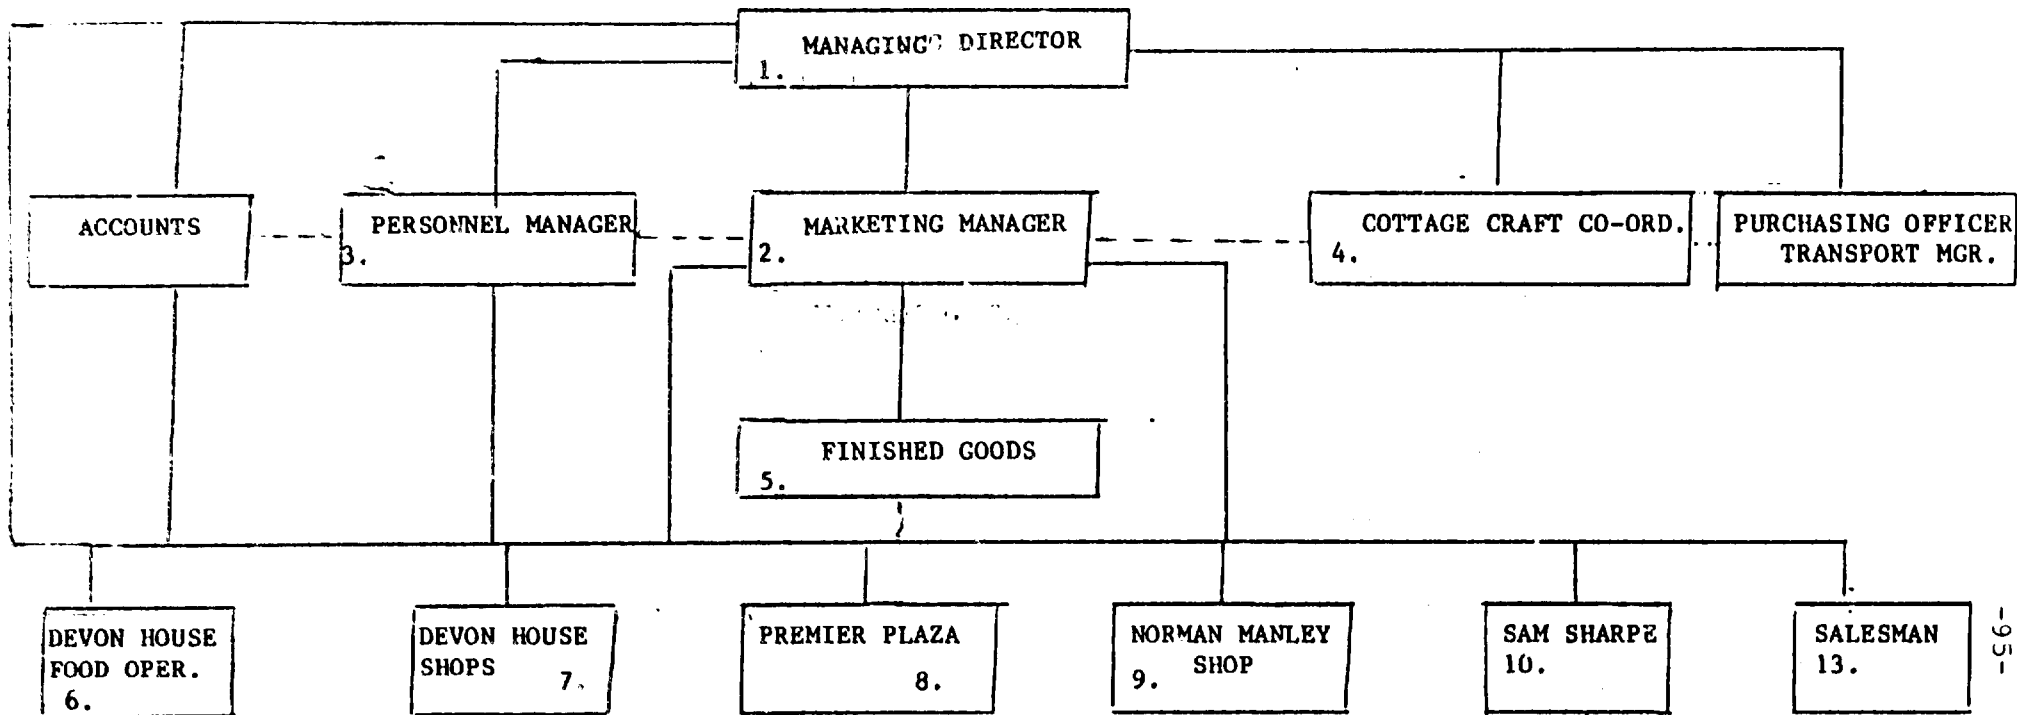 MANAGING DIRECTOR
1.
ACCOUNTS
PERSONNEL MANAGER
3.
MARKETING MANAGER
2.
COTTAGE CRAFT CO-ORD.
4.
PURCHASING OFFICER
TRANSPORT MGR.
FINISHED GOODS
5.
DEVON HOUSE
FOOD OPER.
6.
DEVON HOUSE
SHOPS 7.
PREMIER PLAZA
8.
NORMAN MANLEY
SHOP
9.
SAM SHARPE
10.
SALESMAN
13.
-95-